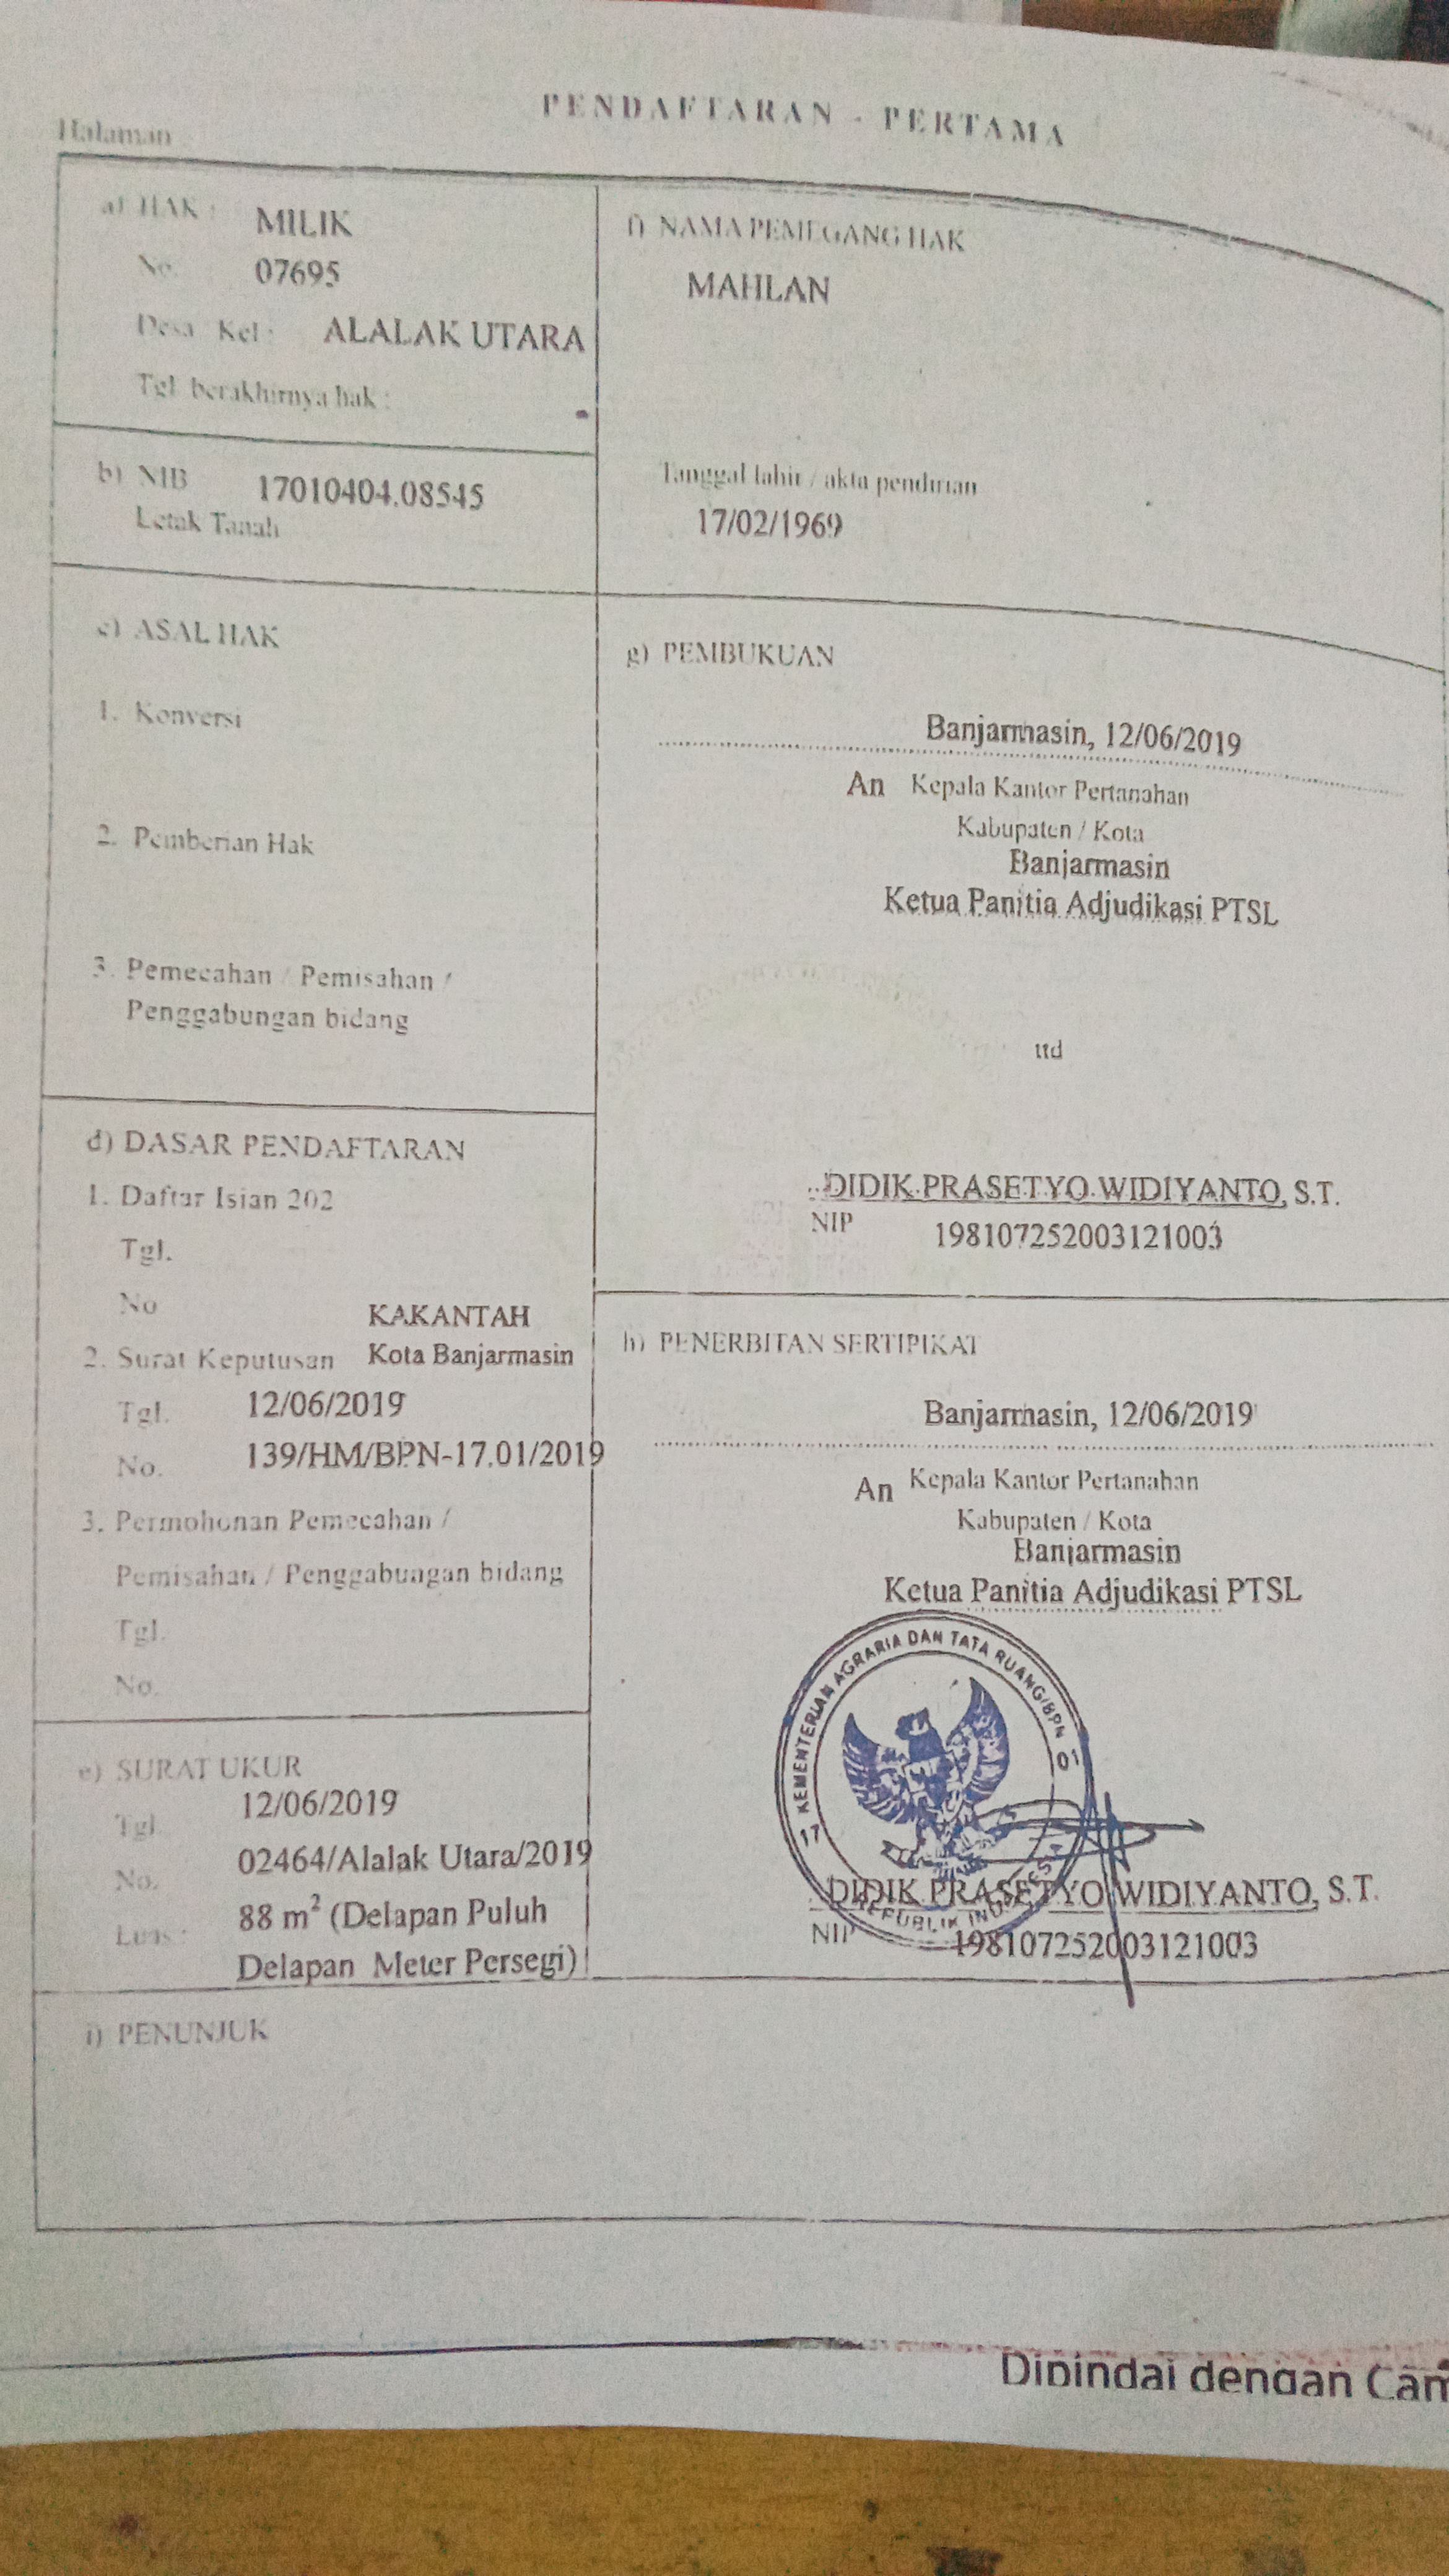 PENDAFTARAN - PERTAMA
Halaman
a) HAK : MILIK
No. 07695
Desa Kel : ALALAK UTARA
Tgl berakhirnya hak :
b) NIB 17010404.08545
Letak Tanah
c) ASAL HAK
1. Konversi
2. Pemberian Hak
3. Pemecahan / Pemisahan /
Penggabungan bidang
d) DASAR PENDAFTARAN
1. Daftar Isian 202
Tgl.
No
KAKANTAH
2. Surat Keputusan Kota Banjarmasin
Tgl. 12/06/2019
No. 139/HM/BPN-17.01/2019
3. Permohonan Pemecahan /
Pemisahan / Penggabungan bidang
Tgl.
No.
e) SURAT UKUR
Tgl. 12/06/2019
No. 02464/Alalak Utara/2019
Luas : 88 m² (Delapan Puluh
Delapan Meter Persegi)
f) NAMA PEMEGANG HAK
MAHLAN
Tanggal lahir / akta pendirian
17/02/1969
g) PEMBUKUAN
Banjarmasin, 12/06/2019
An Kepala Kantor Pertanahan
Kabupaten / Kota
Banjarmasin
Ketua Panitia Adjudikasi PTSL
ttd
DIDIK PRASETYO WIDIYANTO, S.T.
NIP 198107252003121003
h) PENERBITAN SERTIPIKAT
Banjarmasin, 12/06/2019
An Kepala Kantor Pertanahan
Kabupaten / Kota
Banjarmasin
Ketua Panitia Adjudikasi PTSL
KEMENTERIAN AGRARIA DAN TATA RUANG/BPN
17 01
REPUBLIK INDONESIA
DIDIK PRASETYO WIDIYANTO, S.T.
NIP 198107252003121003
i) PENUNJUK
Dipindai dengan Cam